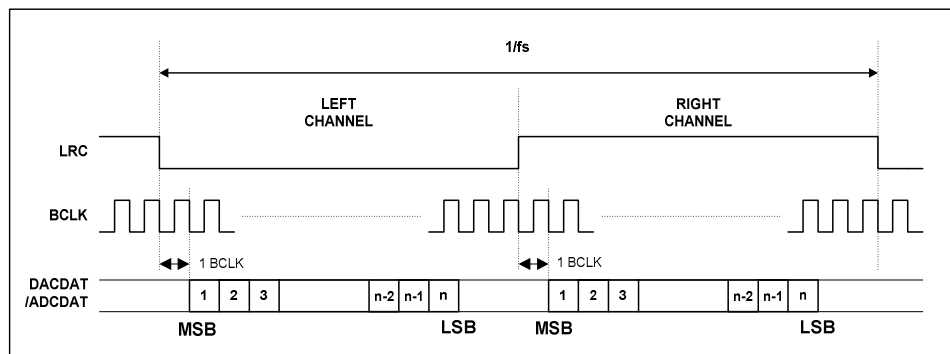 1/fs
LEFT
CHANNEL
RIGHT
CHANNEL
LRC
BCLK
1 BCLK
1 BCLK
DACDAT
/ADCDAT
1 2 3 n-2 n-1 n 1 2 3 n-2 n-1 n
MSB LSB MSB LSB